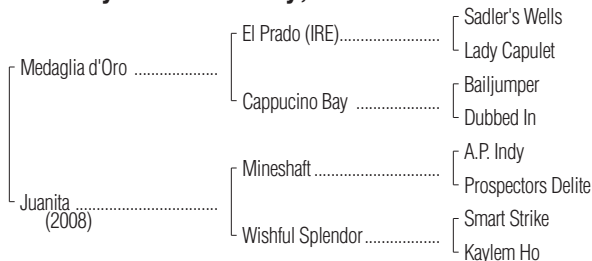 Sadler's Wells
El Prado (IRE)....................
Lady Capulet
Medaglia d'Oro ....................
Bailjumper
Cappucino Bay ....................
Dubbed In
A.P. Indy
Mineshaft ....................
Prospectors Delite
Juanita ....................
(2008)
Smart Strike
Wishful Splendor....................
Kaylem Ho